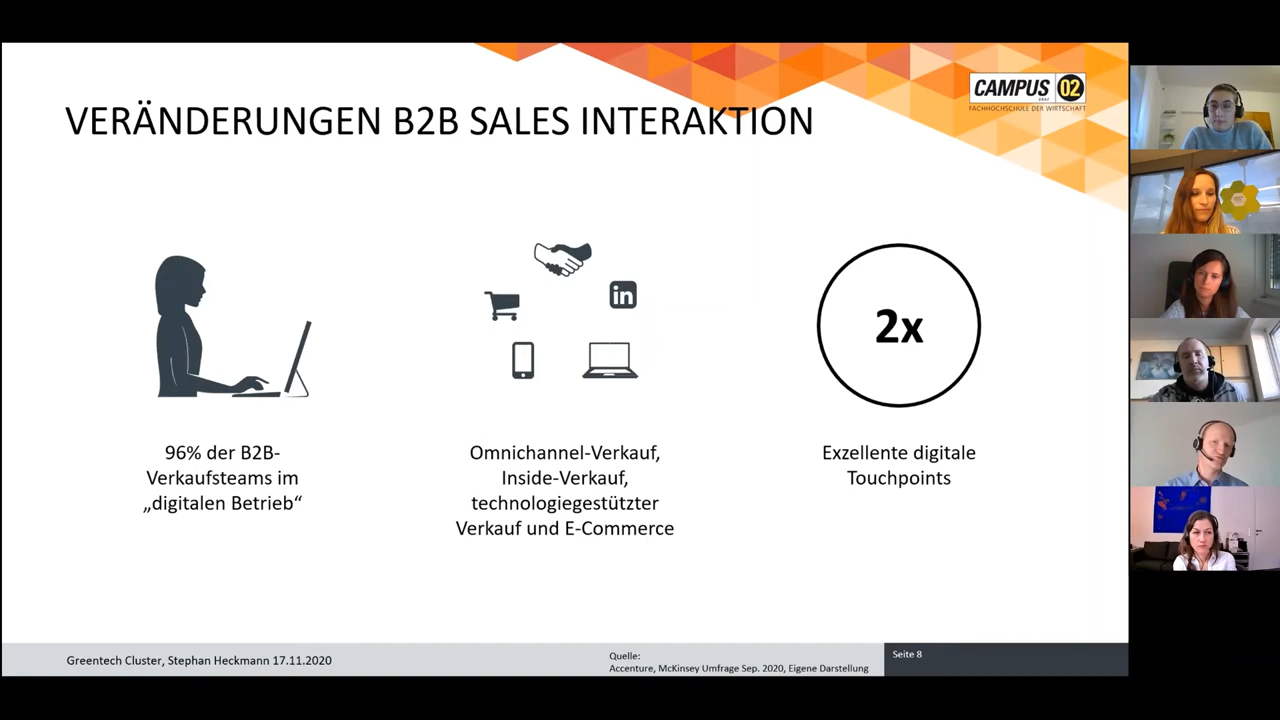 CAMPUS 02
GRAZ
FACHHOCHSCHULE DER WIRTSCHAFT
VERÄNDERUNGEN B2B SALES INTERAKTION
in
2x
96% der B2B-
Verkaufsteams im
„digitalen Betrieb“
Omnichannel-Verkauf,
Inside-Verkauf,
technologiegestützter
Verkauf und E-Commerce
Exzellente digitale
Touchpoints
Greentech Cluster, Stephan Heckmann 17.11.2020
Quelle:
Accenture, McKinsey Umfrage Sep. 2020, Eigene Darstellung
Seite 8